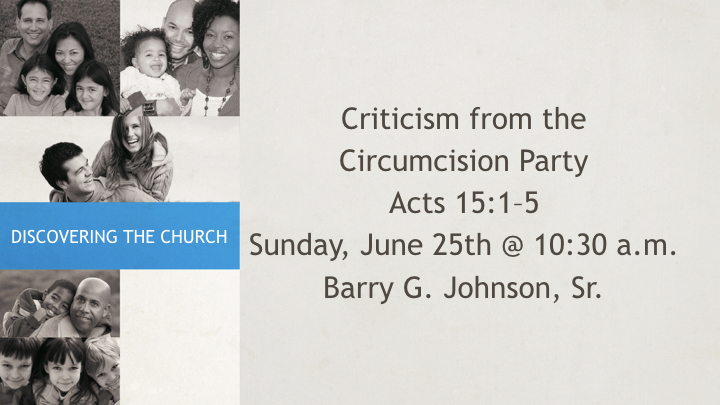 DISCOVERING THE CHURCH
Criticism from the
Circumcision Party
Acts 15:1–5
Sunday, June 25th @ 10:30 a.m.
Barry G. Johnson, Sr.